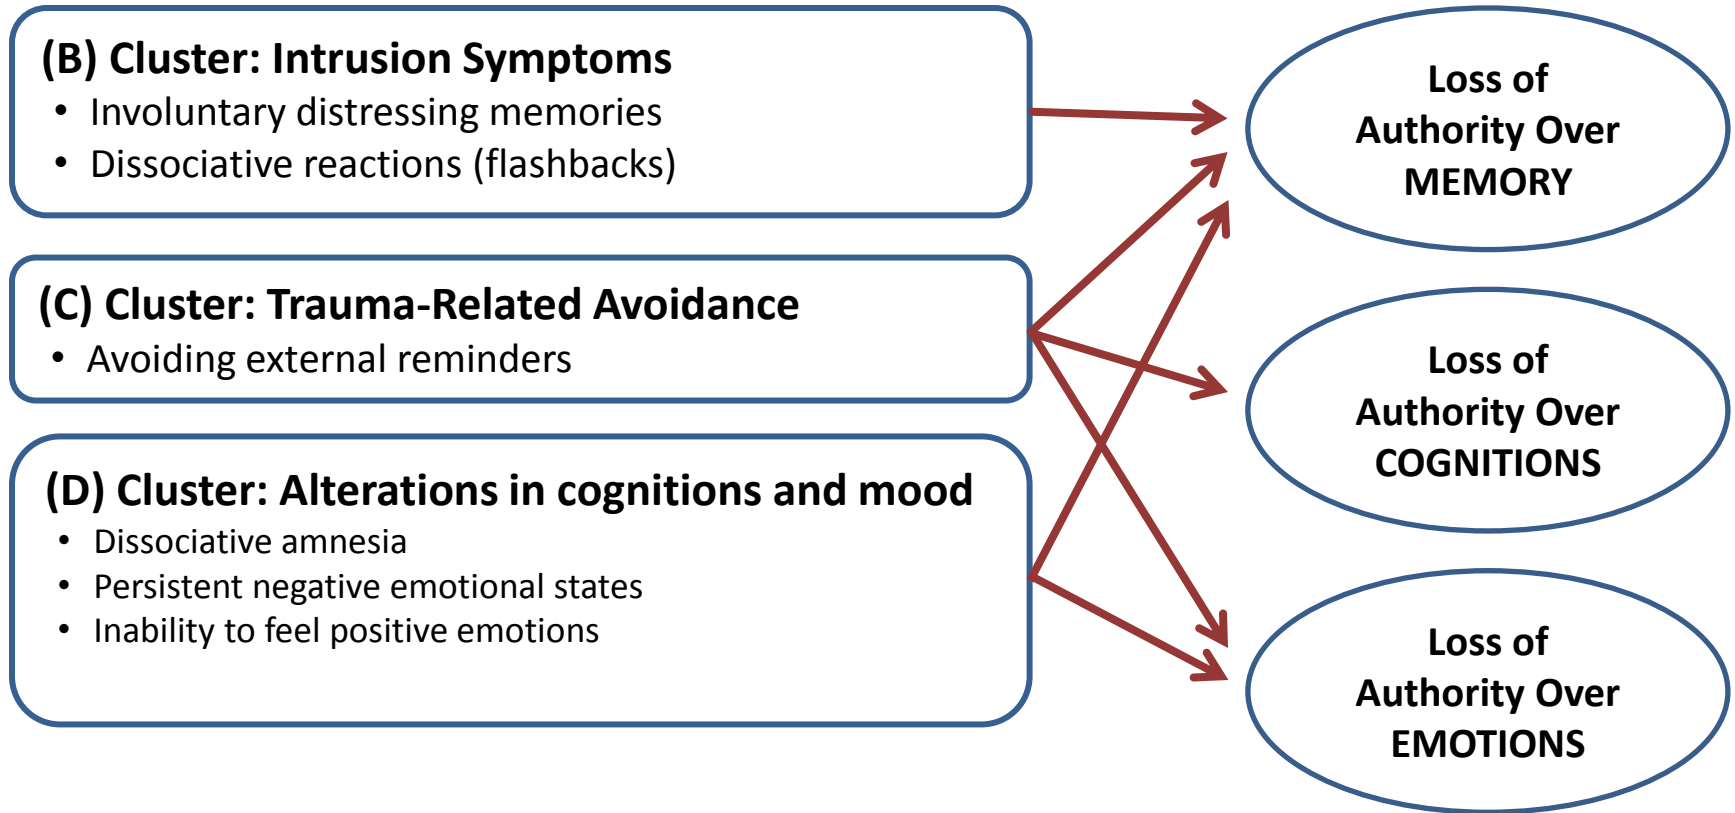 (B) Cluster: Intrusion Symptoms
• Involuntary distressing memories
• Dissociative reactions (flashbacks)
(C) Cluster: Trauma-Related Avoidance
• Avoiding external reminders
(D) Cluster: Alterations in cognitions and mood
• Dissociative amnesia
• Persistent negative emotional states
• Inability to feel positive emotions
Loss of
Authority Over
MEMORY
Loss of
Authority Over
COGNITIONS
Loss of
Authority Over
EMOTIONS